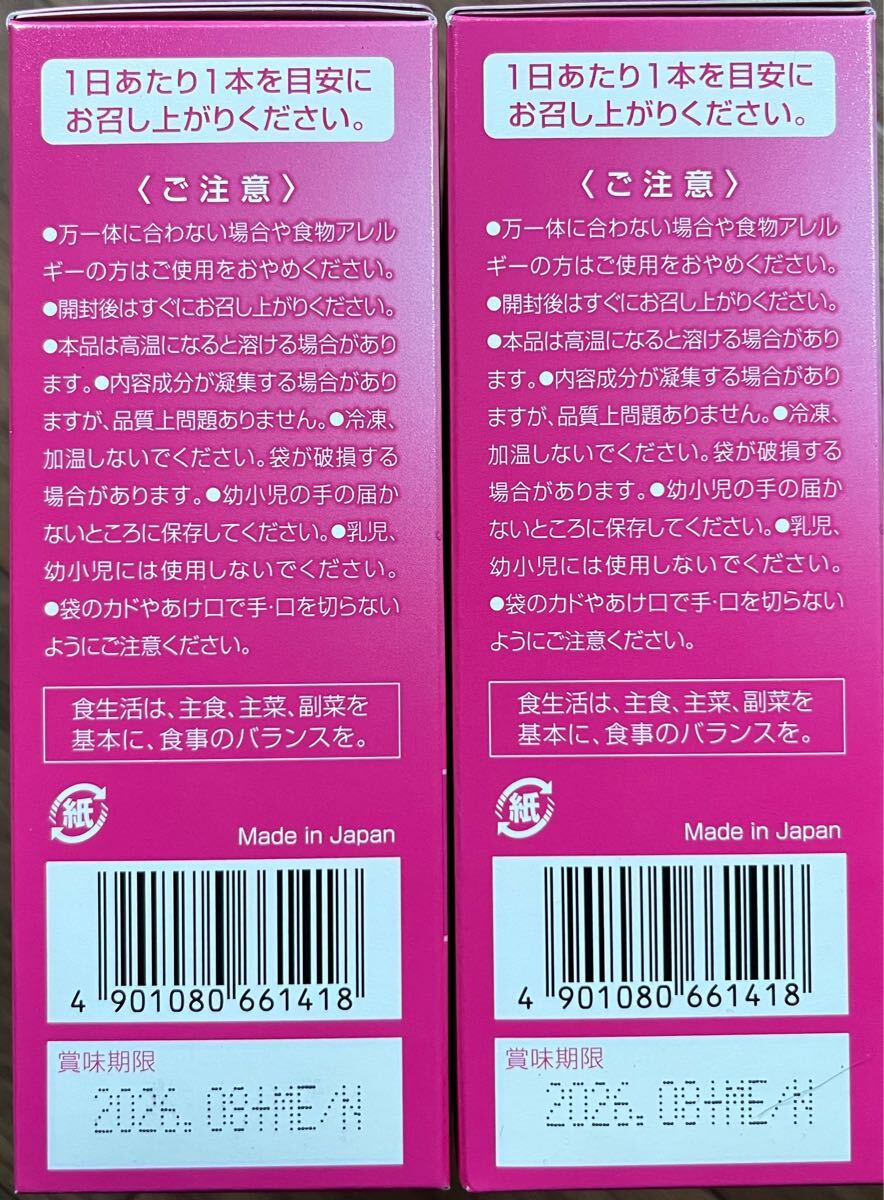 1日あたり1本を目安に
お召し上がりください。
〈ご注意〉
●万一体に合わない場合や食物アレル
ギーの方はご使用をおやめください。
●開封後はすぐにお召し上がりください。
●本品は高温になると溶ける場合があり
ます。●内容成分が凝集する場合があり
ますが、品質上問題ありません。●冷凍、
加温しないでください。袋が破損する
場合があります。●幼小児の手の届か
ないところに保存してください。●乳児、
幼小児には使用しないでください。
●袋のカドやあけ口で手・口を切らない
ようにご注意ください。
食生活は、主食、主菜、副菜を
基本に、食事のバランスを。
紙
Made in Japan
4 901080 661418
賞味期限
2026.08+ME/N
1日あたり1本を目安に
お召し上がりください。
〈ご注意〉
●万一体に合わない場合や食物アレル
ギーの方はご使用をおやめください。
●開封後はすぐにお召し上がりください。
●本品は高温になると溶ける場合があり
ます。●内容成分が凝集する場合があり
ますが、品質上問題ありません。●冷凍、
加温しないでください。袋が破損する
場合があります。●幼小児の手の届か
ないところに保存してください。●乳児、
幼小児には使用しないでください。
●袋のカドやあけ口で手・口を切らない
ようにご注意ください。
食生活は、主食、主菜、副菜を
基本に、食事のバランスを。
紙
Made in Japan
4 901080 661418
賞味期限
2026.08+ME/N